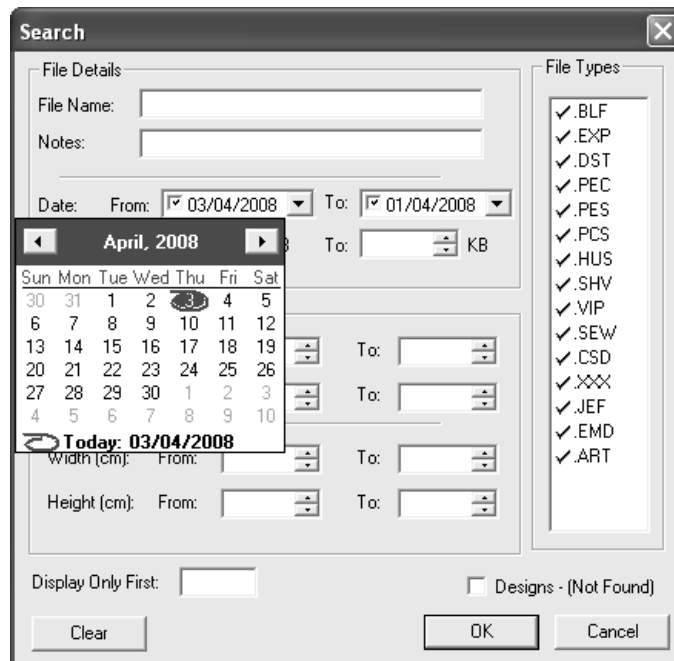 Search
File Details
File Name:
Notes:
Date: From: 03/04/2008 To: 01/04/2008
To: KB
April, 2008
Sun Mon Tue Wed Thu Fri Sat
30 31 1 2 3 4 5
6 7 8 9 10 11 12
13 14 15 16 17 18 19
20 21 22 23 24 25 26
27 28 29 30 1 2 3
4 5 6 7 8 9 10
Today: 03/04/2008
To:
To:
Width (cm): From: To:
Height (cm): From: To:
File Types
.BLF
.EXP
.DST
.PEC
.PES
.PCS
.HUS
.SHV
.VIP
.SEW
.CSD
.XXX
.JEF
.EMD
.ART
Display Only First:
Designs - (Not Found)
Clear
OK
Cancel